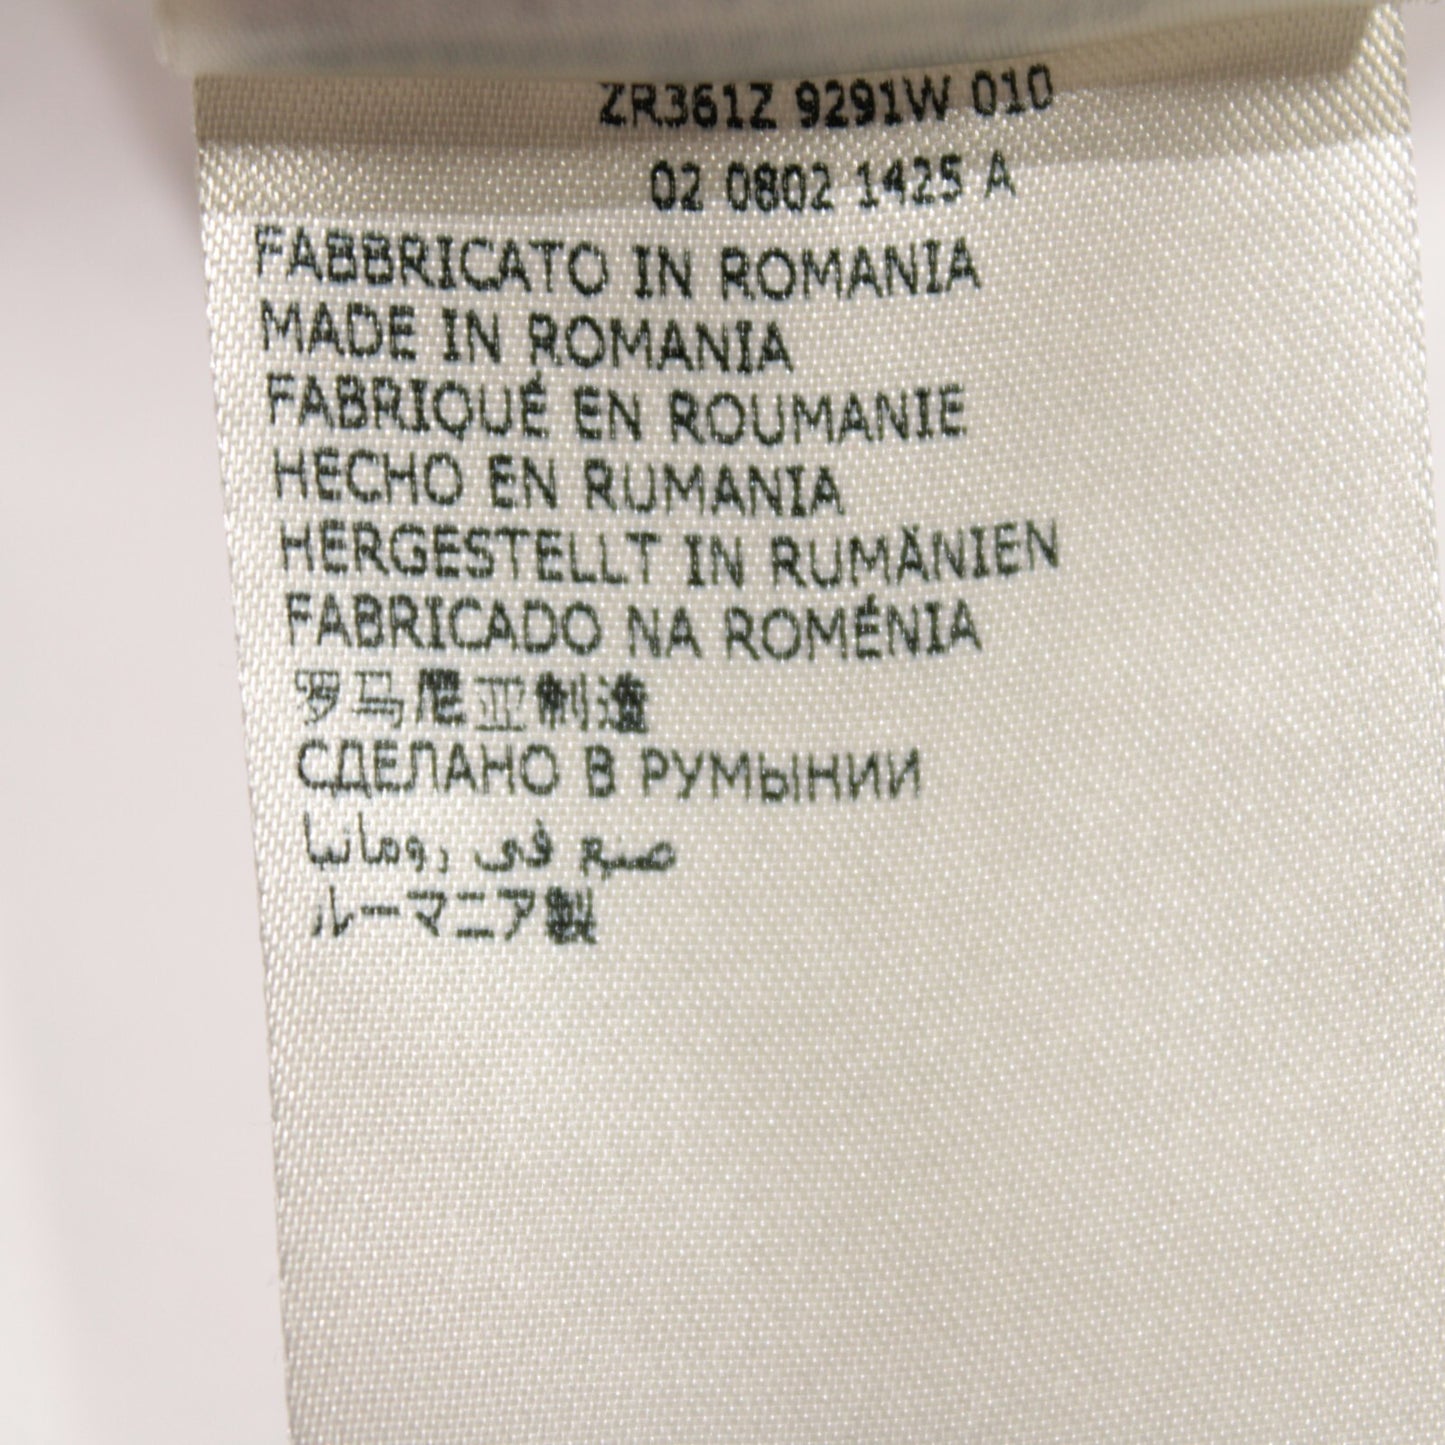 ZR361Z 9291W 010
02 0802 1425 A
FABBRICATO IN ROMANIA
MADE IN ROMANIA
FABRIQUÉ EN ROUMANIE
HECHO EN RUMANIA
HERGESTELLT IN RUMÄNIEN
FABRICADO NA ROMÉNIA
罗马尼亚制造
СДЕЛАНО В РУМЫНИИ
صنع في رومانيا
ルーマニア製